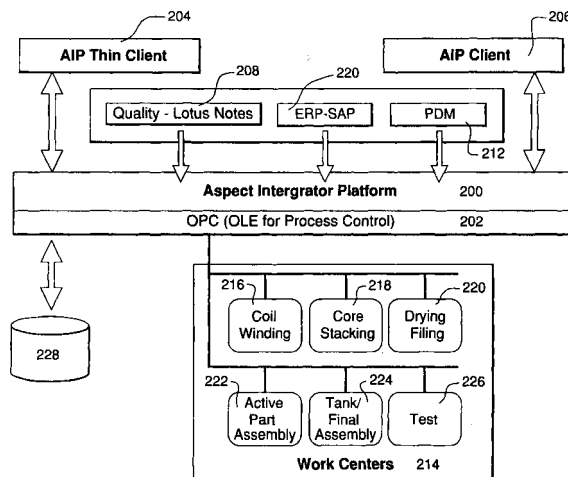 204
206
AIP Thin Client
AiP Client
208
220
Quality - Lotus Notes
ERP-SAP
PDM
212
Aspect Intergrator Platform 200
OPC (OLE for Process Control) 202
216
218
220
Coil
Winding
Core
Stacking
Drying
Filing
228
222
224
226
Active
Part
Assembly
Tank/
Final Assembly
Test
Work Centers 214